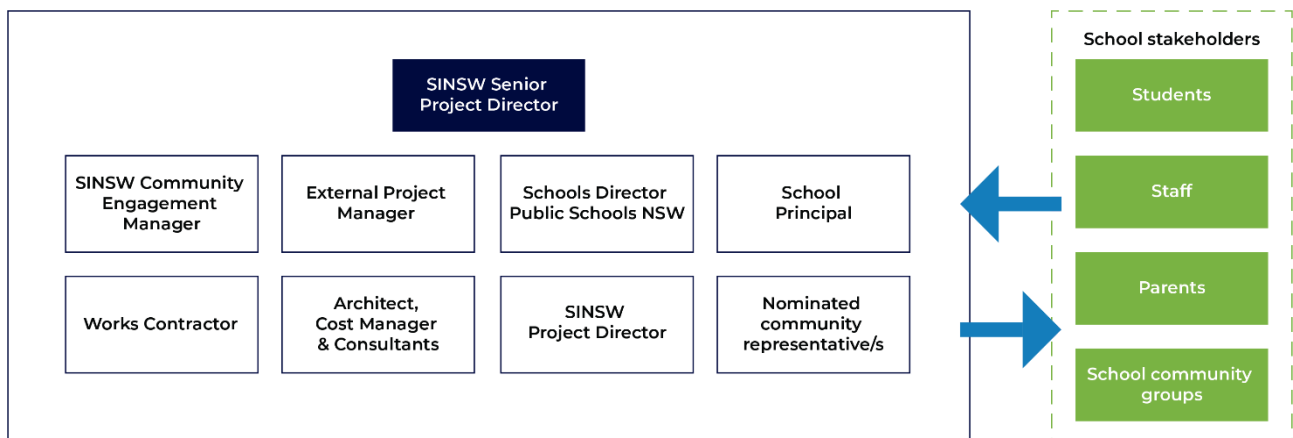 SINSW Senior
Project Director
SINSW Community
Engagement
Manager
External Project
Manager
Schools Director
Public Schools NSW
School
Principal
Works Contractor
Architect,
Cost Manager
& Consultants
SINSW
Project Director
Nominated
community
representative/s
School stakeholders
Students
Staff
Parents
School community
groups